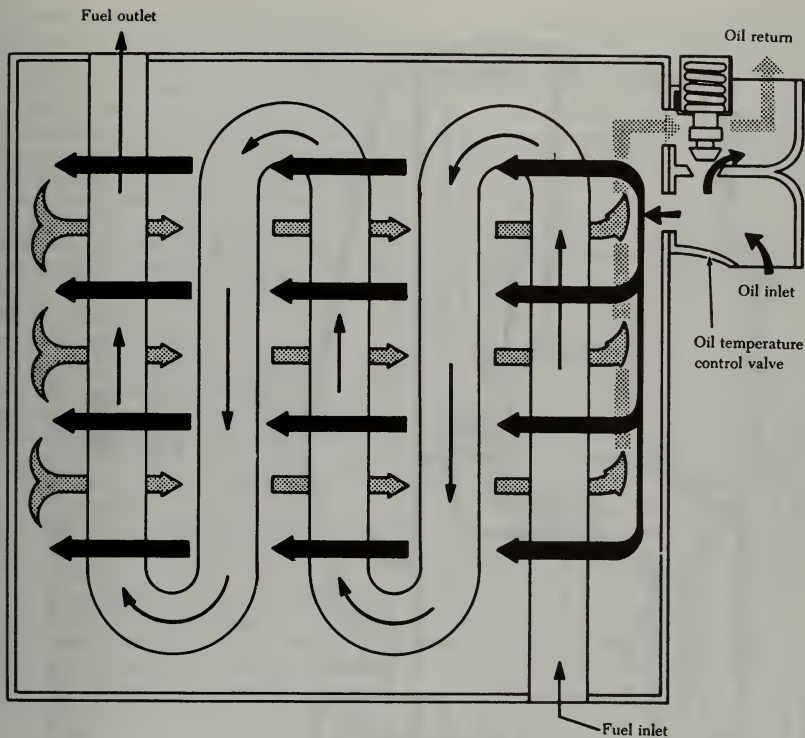 Fuel outlet
Oil return
Oil inlet
Oil temperature
control valve
Fuel inlet